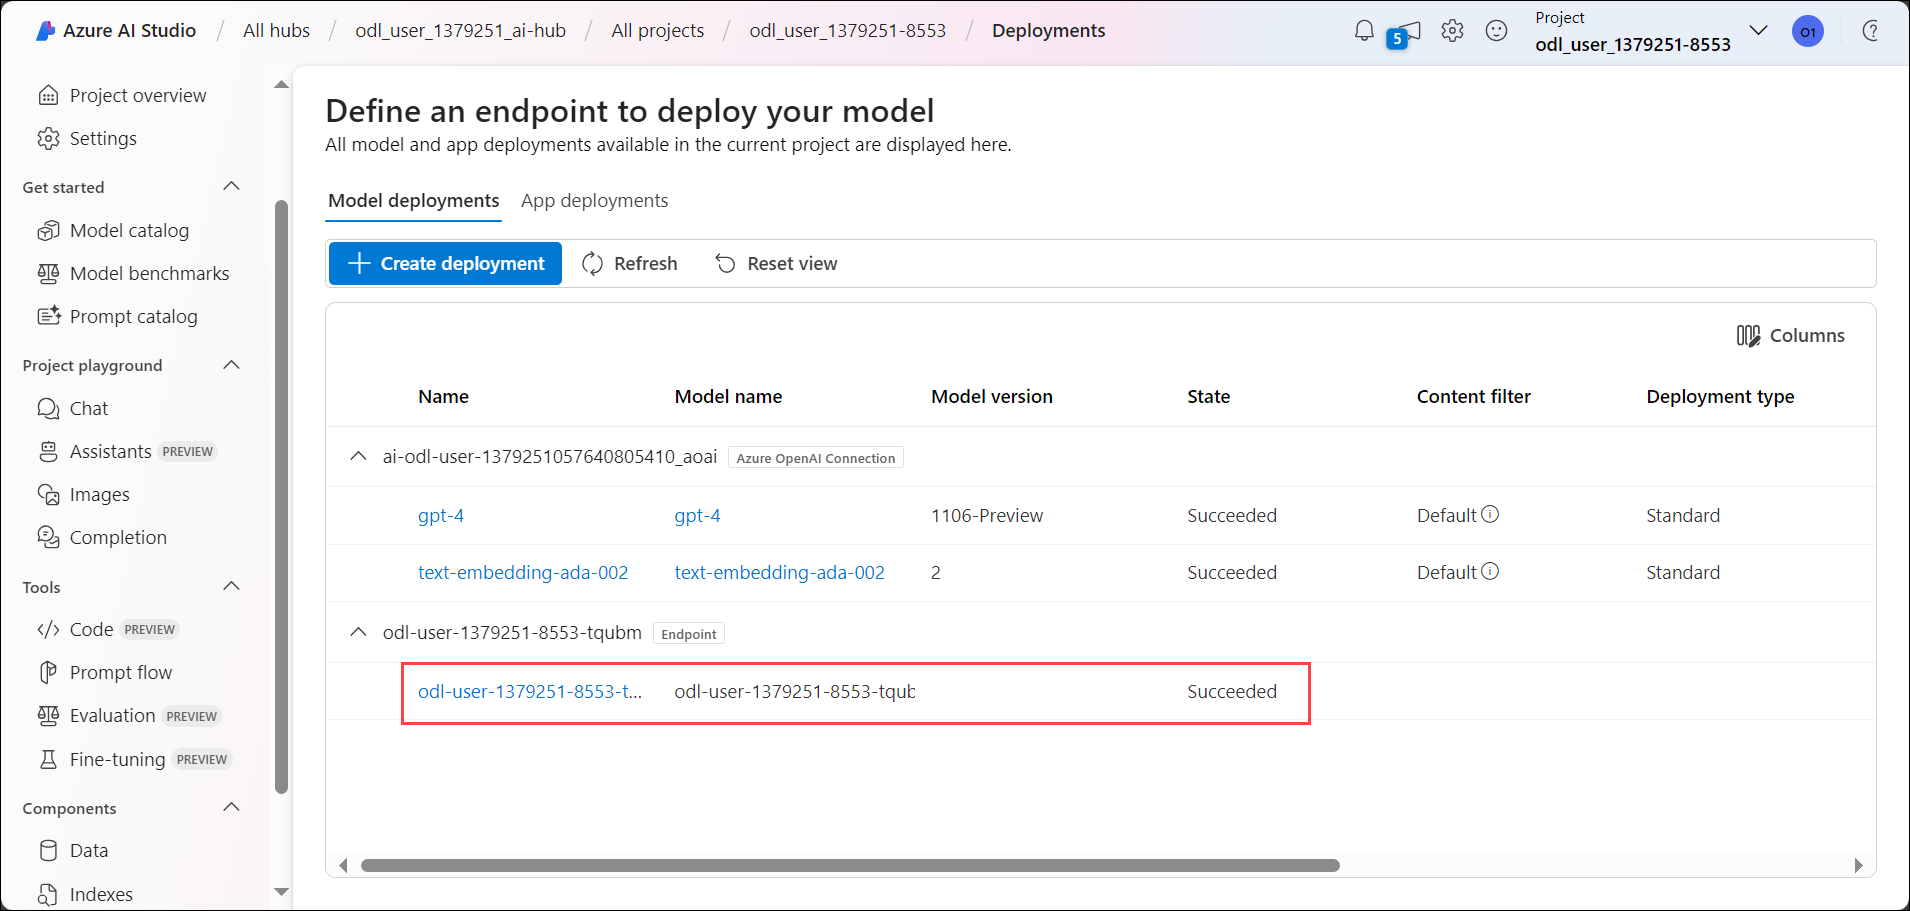 Azure AI Studio / All hubs / odl_user_1379251_ai-hub / All projects / odl_user_1379251-8553 / Deployments
5
Project
odl_user_1379251-8553
O1
Project overview
Settings
Get started
Model catalog
Model benchmarks
Prompt catalog
Project playground
Chat
Assistants PREVIEW
Images
Completion
Tools
Code PREVIEW
Prompt flow
Evaluation PREVIEW
Fine-tuning PREVIEW
Components
Data
Indexes
Define an endpoint to deploy your model
All model and app deployments available in the current project are displayed here.
Model deployments App deployments
Create deployment Refresh Reset view
Columns
Name Model name Model version State Content filter Deployment type
ai-odl-user-1379251057640805410_aoai Azure OpenAI Connection
gpt-4 gpt-4 1106-Preview Succeeded Default Standard
text-embedding-ada-002 text-embedding-ada-002 2 Succeeded Default Standard
odl-user-1379251-8553-tqubm Endpoint
odl-user-1379251-8553-t... odl-user-1379251-8553-tqub Succeeded